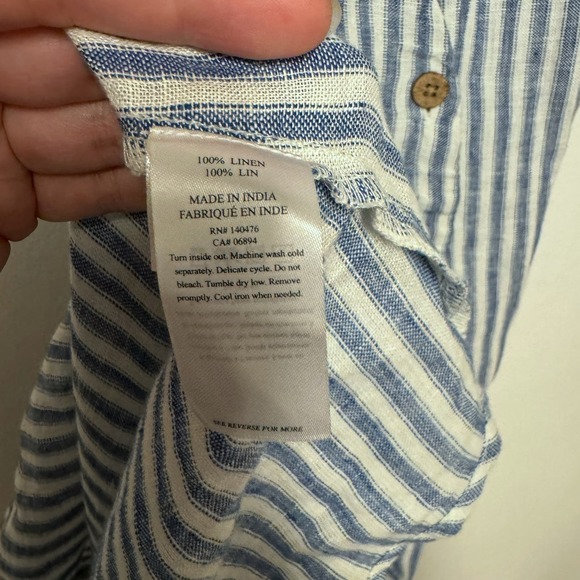 100% LINEN
100% LIN
MADE IN INDIA
FABRIQUÉ EN INDE
RN# 140476
CA# 06894
Turn inside out. Machine wash cold
separately. Delicate cycle. Do not
bleach. Tumble dry low. Remove
promptly. Cool iron when needed.
SEE REVERSE FOR MORE